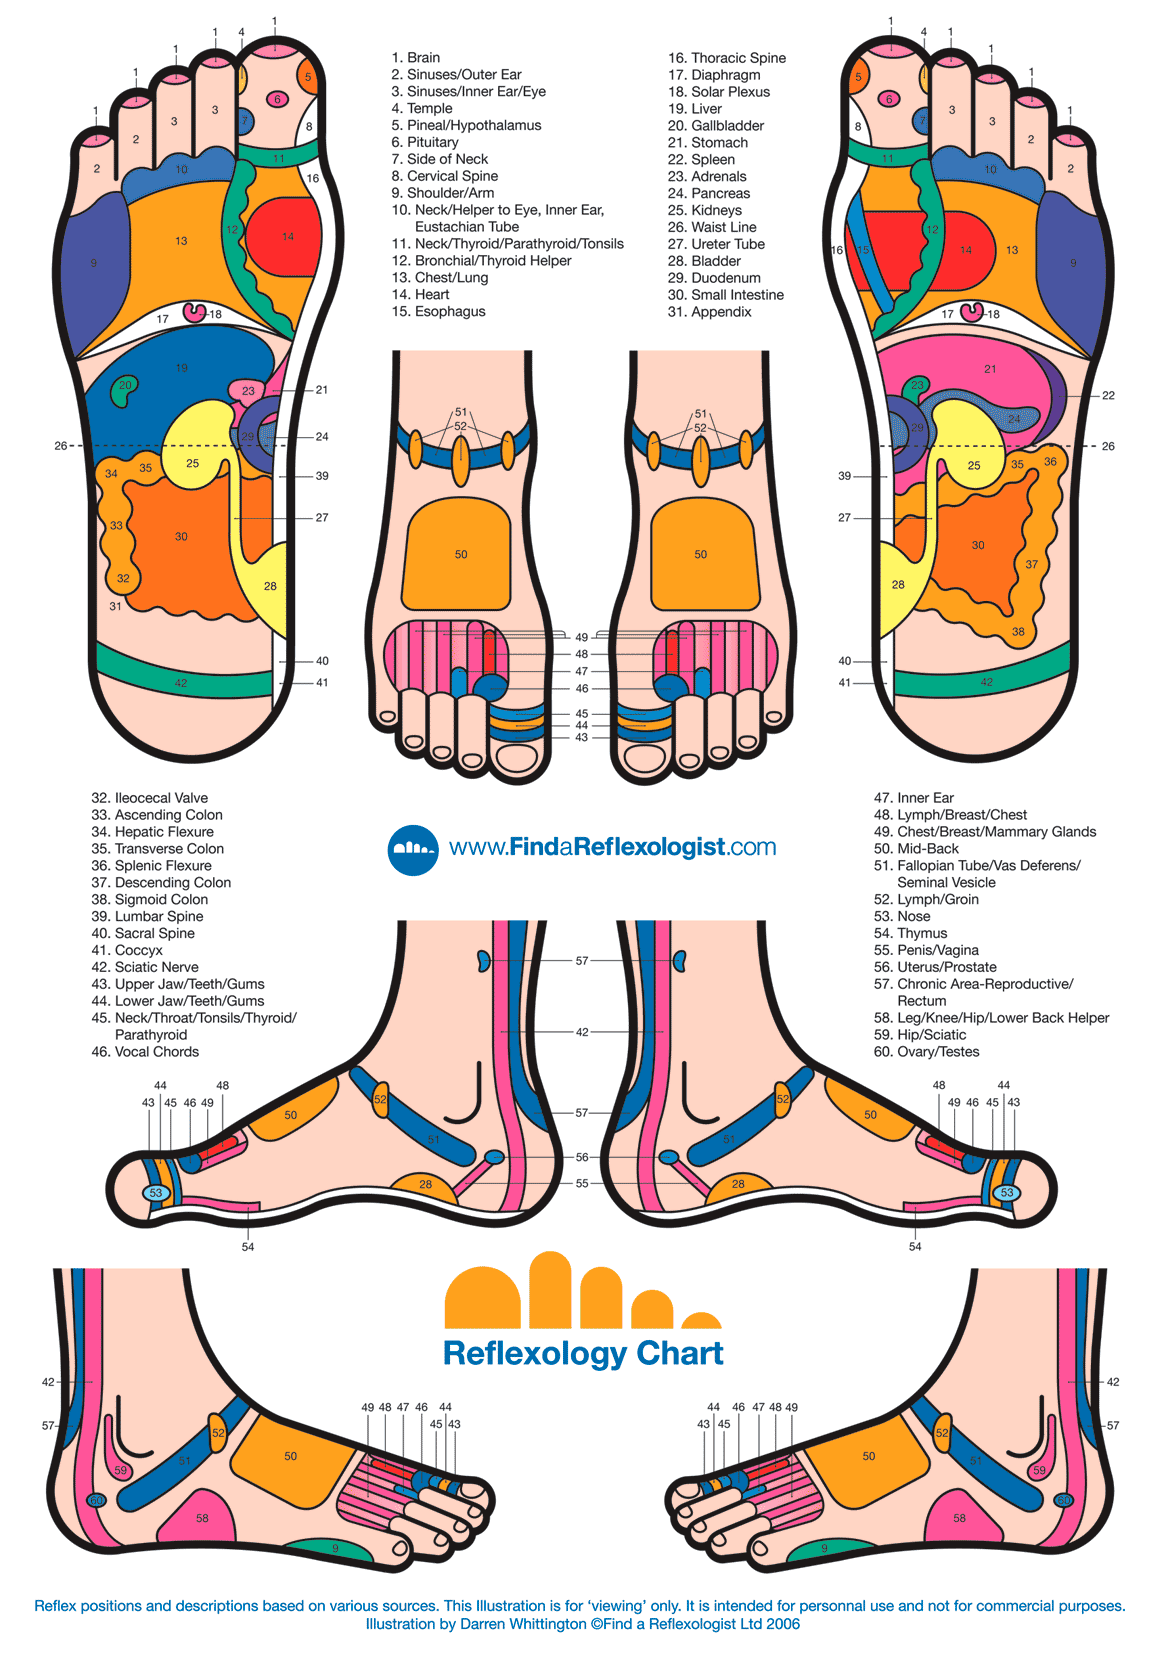 1. Brain
2. Sinuses/Outer Ear
3. Sinuses/Inner Ear/Eye
4. Temple
5. Pineal/Hypothalamus
6. Pituitary
7. Side of Neck
8. Cervical Spine
9. Shoulder/Arm
10. Neck/Helper to Eye, Inner Ear,
Eustachian Tube
11. Neck/Thyroid/Parathyroid/Tonsils
12. Bronchial/Thyroid Helper
13. Chest/Lung
14. Heart
15. Esophagus
16. Thoracic Spine
17. Diaphragm
18. Solar Plexus
19. Liver
20. Gallbladder
21. Stomach
22. Spleen
23. Adrenals
24. Pancreas
25. Kidneys
26. Waist Line
27. Ureter Tube
28. Bladder
29. Duodenum
30. Small Intestine
31. Appendix
1 1 1 1 4 1
5 6 3 3 2 2 7 8
11 10 16 12 13 14 9
17 18 19 20 23 21
29 24 26 25 34 35 39
33 27 30 32 28 31
40 42 41
1 4 1 1 1 1
5 6 3 3 2 2 7 8
11 10 16 15 12 14 13 9
17 18 21 23 22
24 29 26 25 35 36 39
27 30 37 28 38
40 42 41
51 51
52 52
50 50
49
48
47
46
45
44
43
32. Ileocecal Valve
33. Ascending Colon
34. Hepatic Flexure
35. Transverse Colon
36. Splenic Flexure
37. Descending Colon
38. Sigmoid Colon
39. Lumbar Spine
40. Sacral Spine
41. Coccyx
42. Sciatic Nerve
43. Upper Jaw/Teeth/Gums
44. Lower Jaw/Teeth/Gums
45. Neck/Throat/Tonsils/Thyroid/
Parathyroid
46. Vocal Chords
www.FindaReflexologist.com
47. Inner Ear
48. Lymph/Breast/Chest
49. Chest/Breast/Mammary Glands
50. Mid-Back
51. Fallopian Tube/Vas Deferens/
Seminal Vesicle
52. Lymph/Groin
53. Nose
54. Thymus
55. Penis/Vagina
56. Uterus/Prostate
57. Chronic Area-Reproductive/
Rectum
58. Leg/Knee/Hip/Lower Back Helper
59. Hip/Sciatic
60. Ovary/Testes
57
42
44 48 48 44
43 45 46 49 49 46 45 43
52 50 57 52 50
51 51
56
53 28 55 28 53
54 54
Reflexology Chart
42 42
49 48 47 46 44 44 46 47 48 49
45 43 43 45
57 52 51 50 50 52 51 57
59 59
60 60
58 58
9 9
Reflex positions and descriptions based on various sources. This Illustration is for ‘viewing’ only. It is intended for personnal use and not for commercial purposes.
Illustration by Darren Whittington ©Find a Reflexologist Ltd 2006